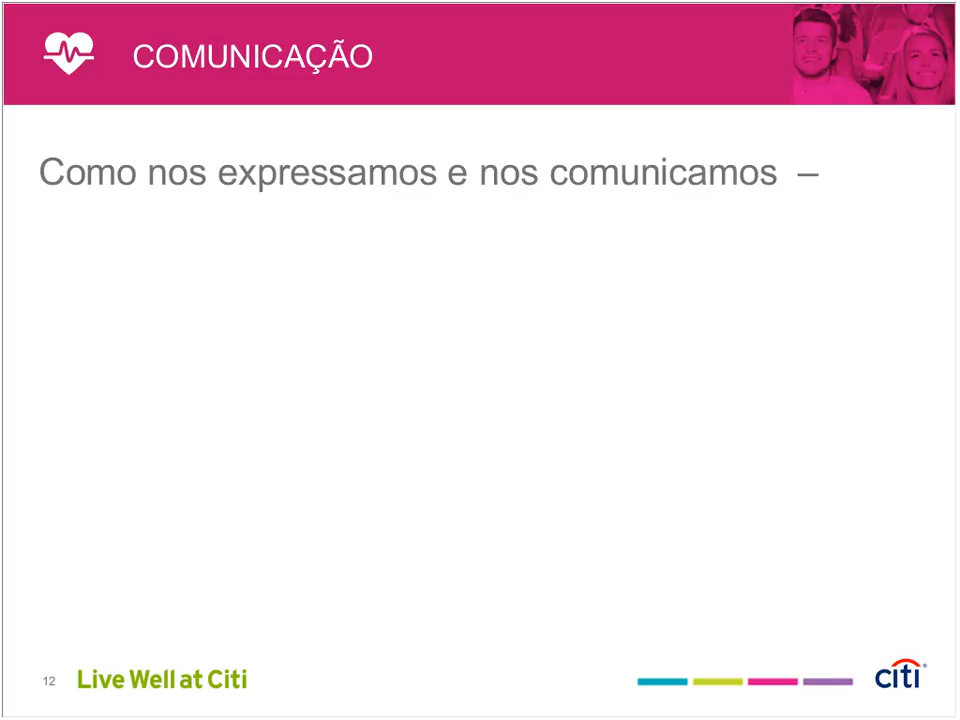 COMUNICAÇÃO
Como nos expressamos e nos comunicamos –
12
Live Well at Citi
citi®